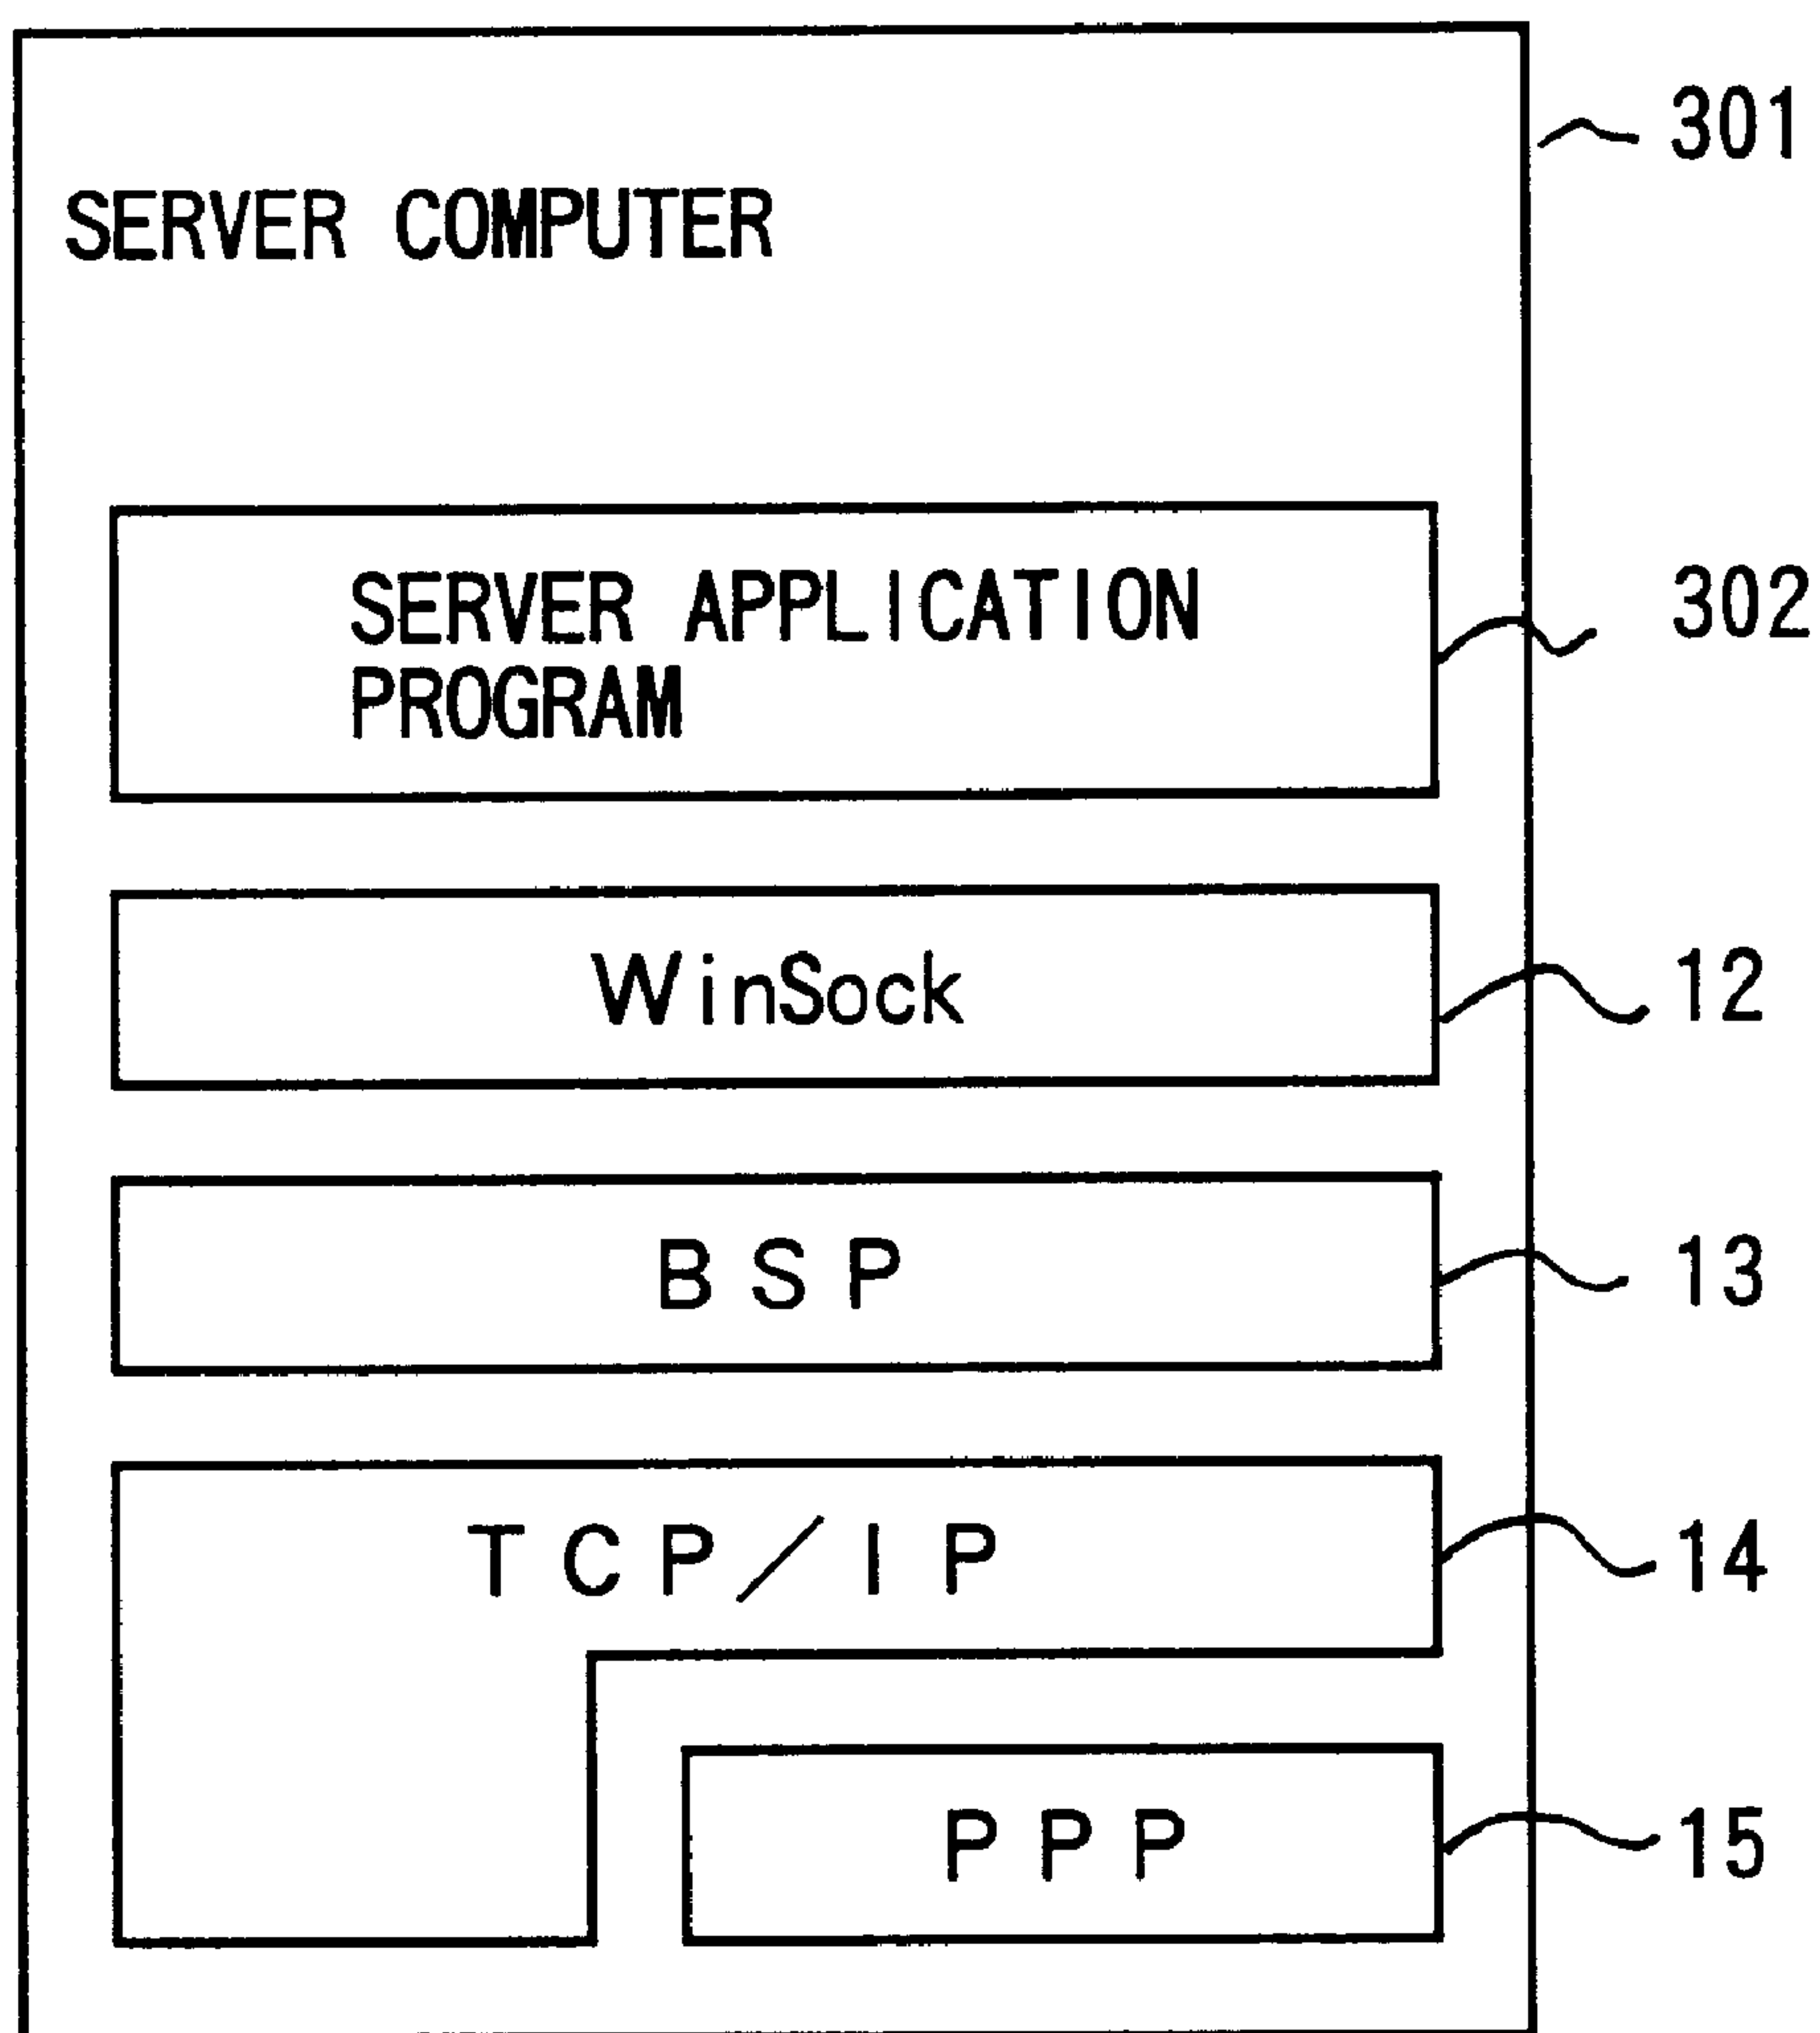 301
SERVER COMPUTER
SERVER APPLICATION
PROGRAM
302
WinSock
12
BSP
13
TCP/IP
14
PPP
15